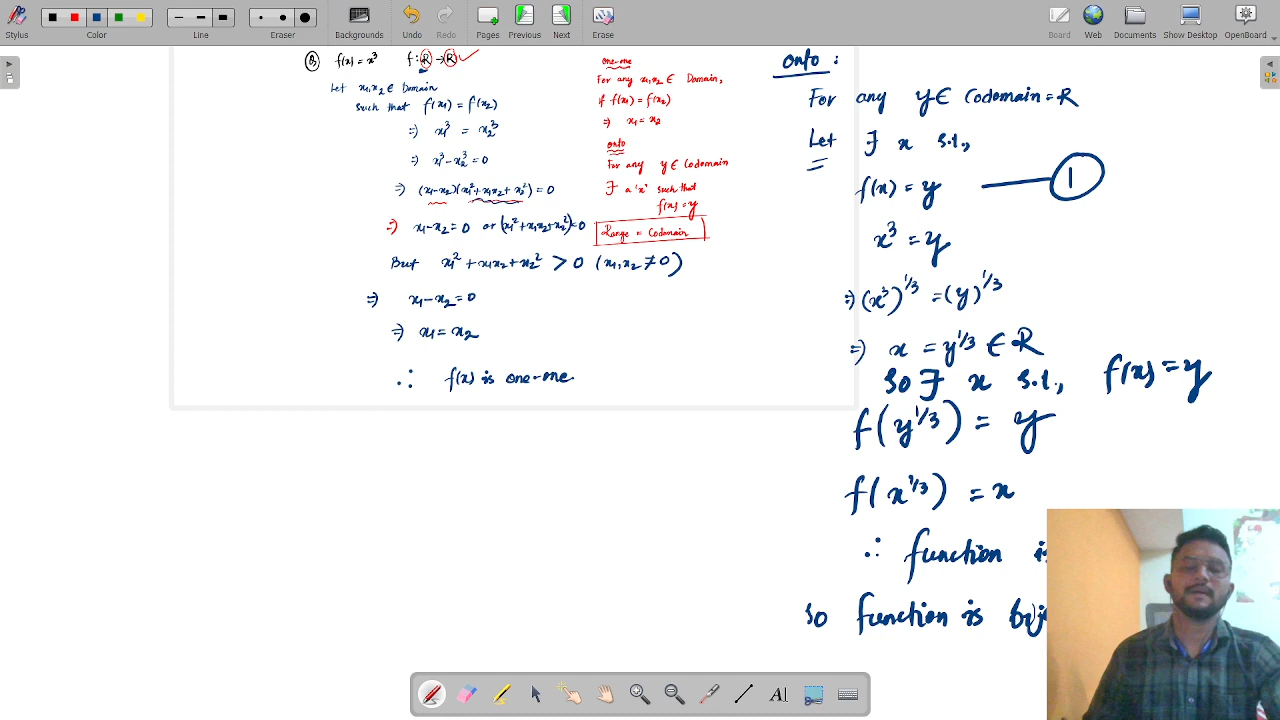 Stylus
Color
Line
Eraser
Backgrounds
Undo
Redo
Pages
Previous
Next
Erase
Board
Web
Documents
Show Desktop
OpenBoard
Q. f(x) = x³ f : R → R ✓
Let x₁, x₂ ∈ Domain
such that f(x₁) = f(x₂)
⇒ x₁³ = x₂³
⇒ x₁³ - x₂³ = 0
⇒ (x₁-x₂)(x₁²+x₁x₂+x₂²) = 0
⇒ x₁-x₂ = 0 or (x₁²+x₁x₂+x₂²) = 0
But x₁² + x₁x₂ + x₂² > 0 (x₁, x₂ ≠ 0)
⇒ x₁-x₂ = 0
⇒ x₁ = x₂
∴ f(x) is one-one
one-one
For any x₁, x₂ ∈ Domain,
if f(x₁) = f(x₂)
⇒ x₁ = x₂
onto
For any y ∈ Codomain
∃ a 'x' such that
f(x) = y
Range = Codomain
Onto :
For any y ∈ Codomain = R
Let ∃ x s.t.,
f(x) = y — 1
x³ = y
⇒ (x³)^1/3 = (y)^1/3
⇒ x = y^1/3 ∈ R
So ∃ x s.t., f(x) = y
f(y^1/3) = y
f(x^1/3) = x
∴ function is
So function is bij